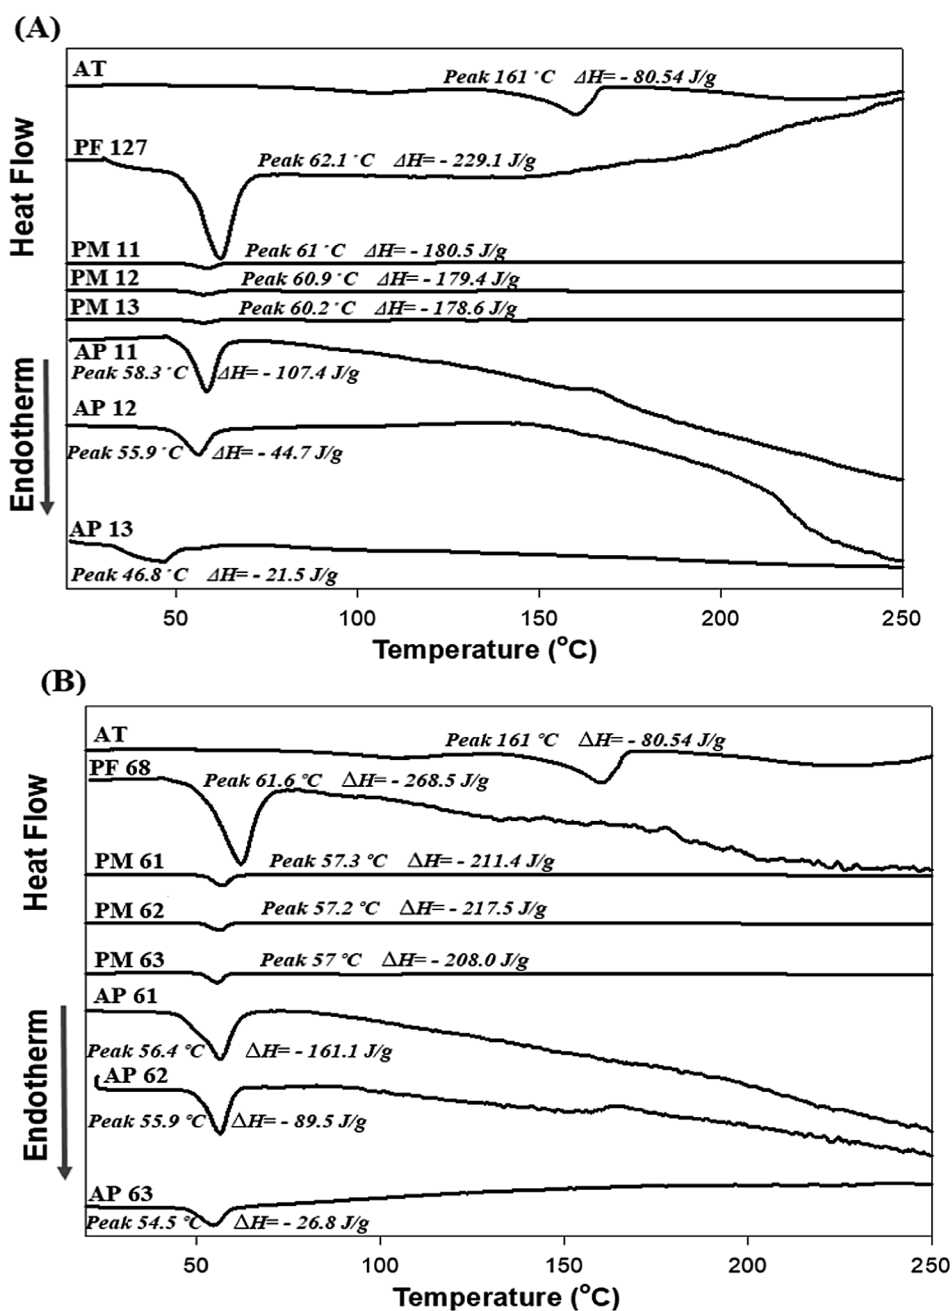 (A)
AT
Peak 161 °C ΔH= - 80.54 J/g
PF 127
Peak 62.1 °C ΔH= - 229.1 J/g
PM 11
Peak 61 °C ΔH= - 180.5 J/g
PM 12
Peak 60.9 °C ΔH= - 179.4 J/g
PM 13
Peak 60.2 °C ΔH= - 178.6 J/g
AP 11
Peak 58.3 °C ΔH= - 107.4 J/g
AP 12
Peak 55.9 °C ΔH= - 44.7 J/g
AP 13
Peak 46.8 °C ΔH= - 21.5 J/g
Heat Flow
Endotherm
50 100 150 200 250
Temperature (°C)
(B)
AT
Peak 161 °C ΔH= - 80.54 J/g
PF 68
Peak 61.6 °C ΔH= - 268.5 J/g
PM 61
Peak 57.3 °C ΔH= - 211.4 J/g
PM 62
Peak 57.2 °C ΔH= - 217.5 J/g
PM 63
Peak 57 °C ΔH= - 208.0 J/g
AP 61
Peak 56.4 °C ΔH= - 161.1 J/g
AP 62
Peak 55.9 °C ΔH= - 89.5 J/g
AP 63
Peak 54.5 °C ΔH= - 26.8 J/g
Heat Flow
Endotherm
50 100 150 200 250
Temperature (°C)